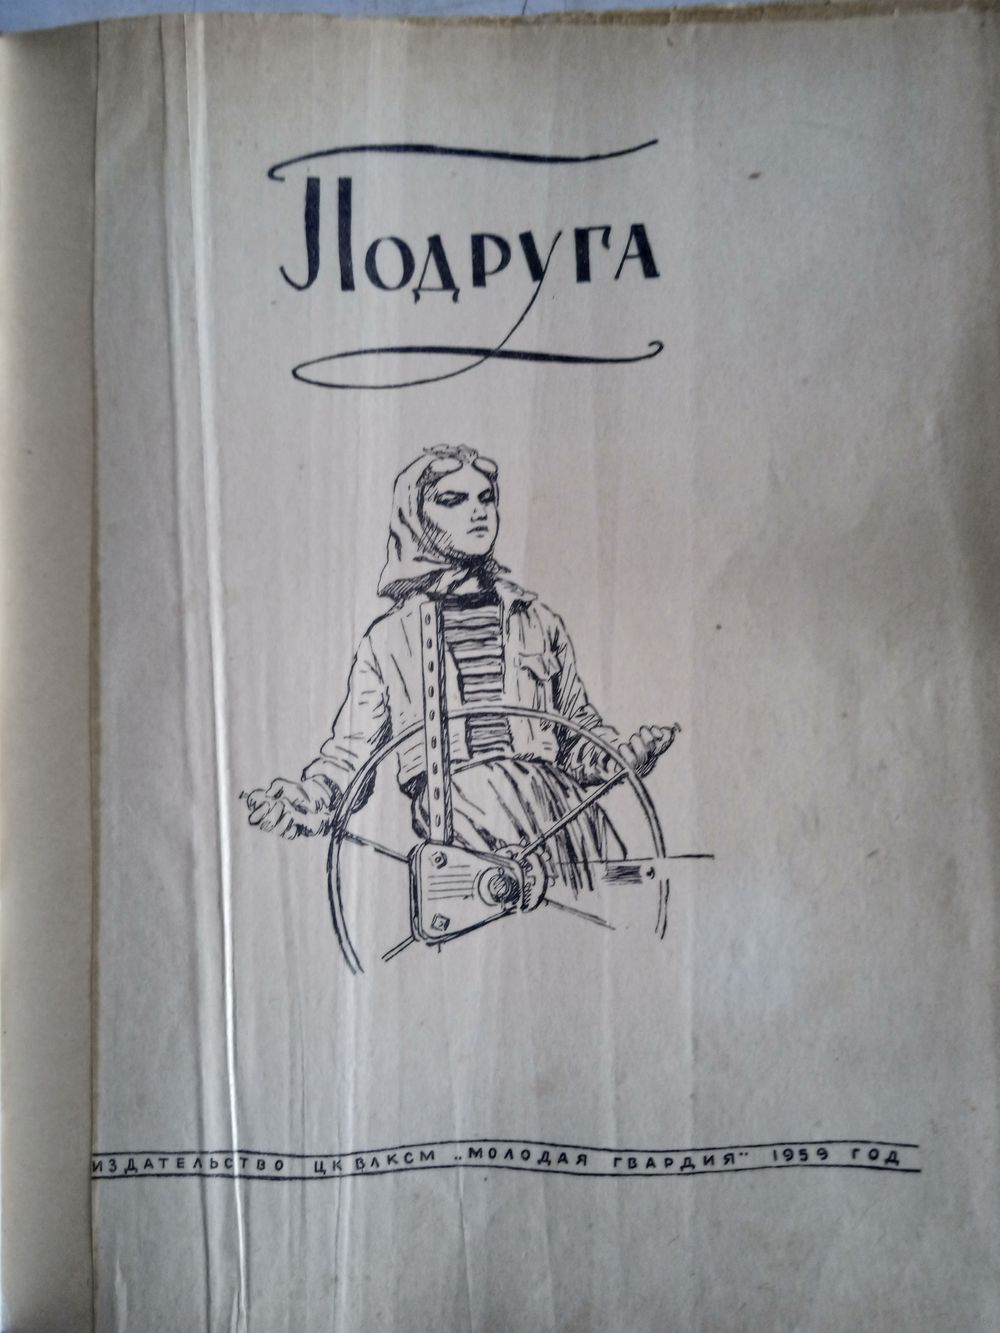 Подруга
ИЗДАТЕЛЬСТВО ЦК ВЛКСМ „МОЛОДАЯ ГВАРДИЯ" 1959 ГОД